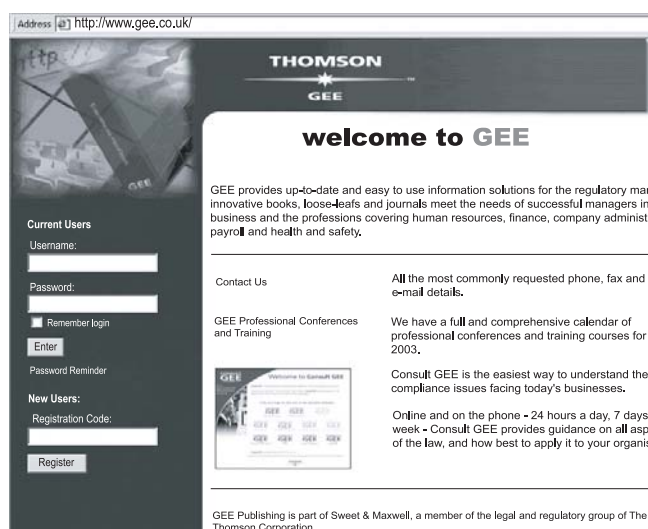 Address http://www.gee.co.uk/
http
GEE
THOMSON
GEE
welcome to GEE
GEE provides up-to-date and easy to use information solutions for the regulatory mar
innovative books, loose-leafs and journals meet the needs of successful managers in
business and the professions covering human resources, finance, company administ
payroll and health and safety.
Current Users
Username:
Password:
Remember login
Enter
Password Reminder
New Users:
Registration Code:
Register
Contact Us
All the most commonly requested phone, fax and
e-mail details.
GEE Professional Conferences
and Training
We have a full and comprehensive calendar of
professional conferences and training courses for
2003.
GEE
Welcome to Consult GEE
Consult GEE is the easiest way to understand the
compliance issues facing today's businesses.
Online and on the phone - 24 hours a day, 7 days
week - Consult GEE provides guidance on all asp
of the law, and how best to apply it to your organis
GEE Publishing is part of Sweet & Maxwell, a member of the legal and regulatory group of The
Thomson Corporation